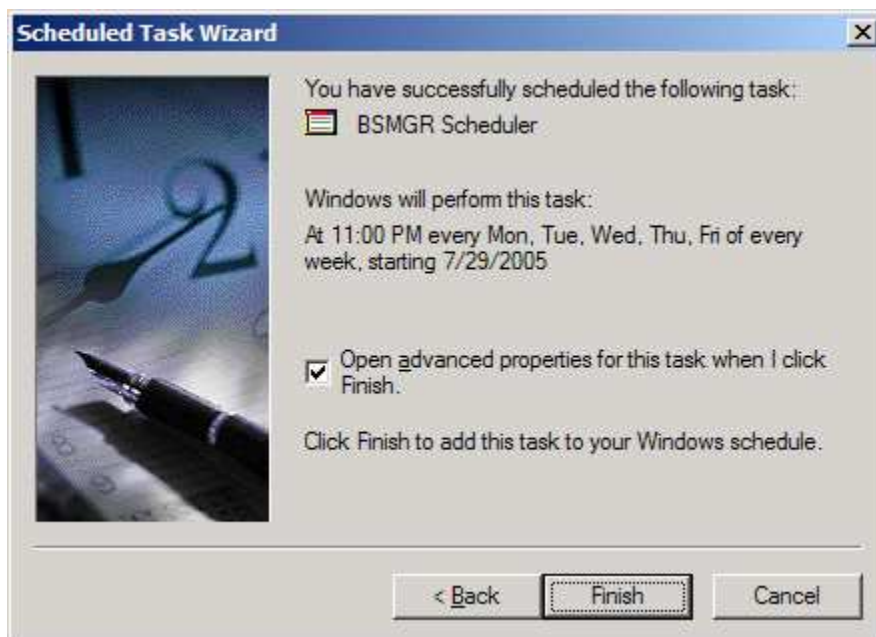 Scheduled Task Wizard
You have successfully scheduled the following task:
BSMGR Scheduler
Windows will perform this task:
At 11:00 PM every Mon, Tue, Wed, Thu, Fri of every
week, starting 7/29/2005
Open advanced properties for this task when I click
Finish.
Click Finish to add this task to your Windows schedule.
< Back
Finish
Cancel